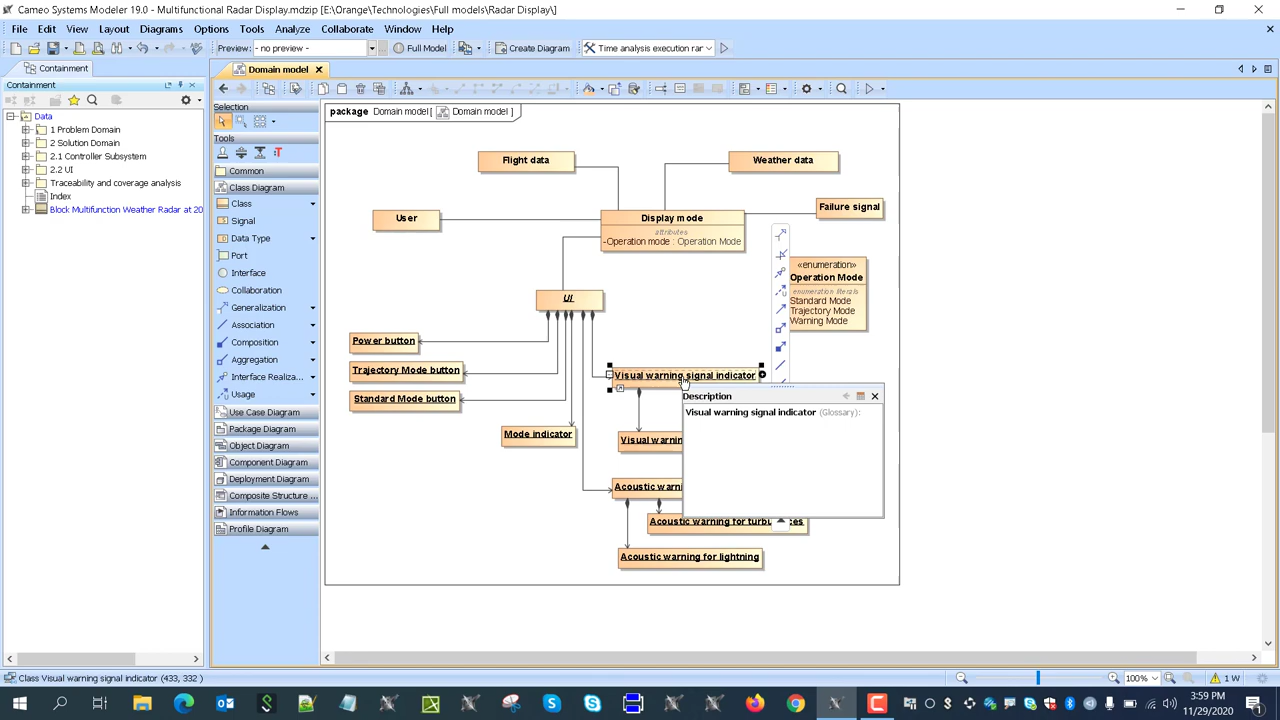 Cameo Systems Modeler 19.0 - Multifunctional Radar Display.mdzip [E:\Orange\Technologies\Full models\Radar Display\]
File Edit View Layout Diagrams Options Tools Analyze Collaborate Window Help
Preview: - no preview - Full Model Create Diagram Time analysis execution rar
Containment
Domain model
Containment
Data
1 Problem Domain
2 Solution Domain
2.1 Controller Subsystem
2.2 UI
Traceability and coverage analysis
Index
Block Multifunction Weather Radar at 20
Selection
Tools
Common
Class Diagram
Class
Signal
Data Type
Port
Interface
Collaboration
Generalization
Association
Composition
Aggregation
Interface Realiza...
Usage
Use Case Diagram
Package Diagram
Object Diagram
Component Diagram
Deployment Diagram
Composite Structure ...
Information Flows
Profile Diagram
package Domain model[ Domain model ]
Flight data
Weather data
User
Display mode
attributes
-Operation mode : Operation Mode
Failure signal
«enumeration»
Operation Mode
enumeration literals
Standard Mode
Trajectory Mode
Warning Mode
UI
Power button
Trajectory Mode button
Standard Mode button
Mode indicator
Visual warning signal indicator
Description
Visual warning signal indicator (Glossary):
Visual warnin
Acoustic warni
Acoustic warning for turb ces
Acoustic warning for lightning
Class Visual warning signal indicator (433, 332 )
100%
1 W
3:59 PM
11/29/2020